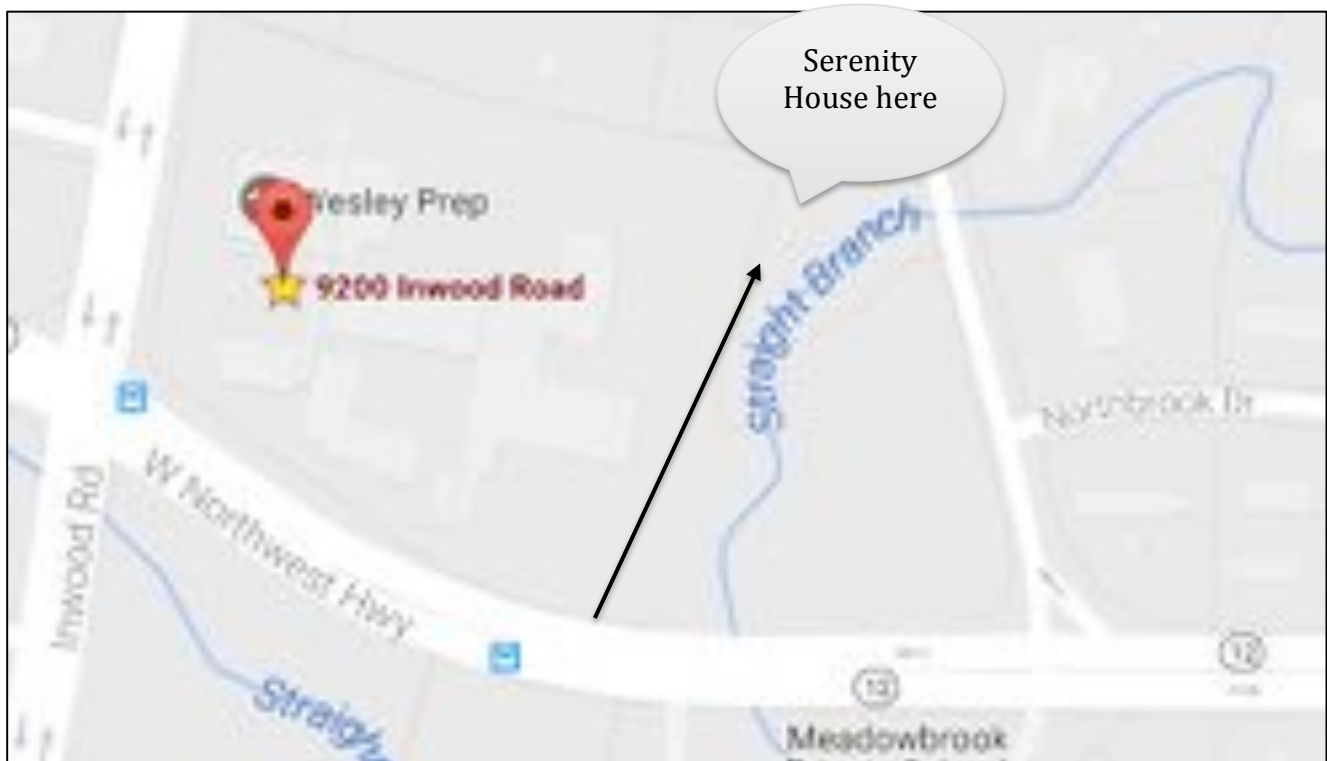 Serenity
House here
Wesley Prep
9200 Inwood Road
Straight Branch
Northbrook Dr
W Northwest Hwy
Inwood Rd
12
12
Straigh
Meadowbrook